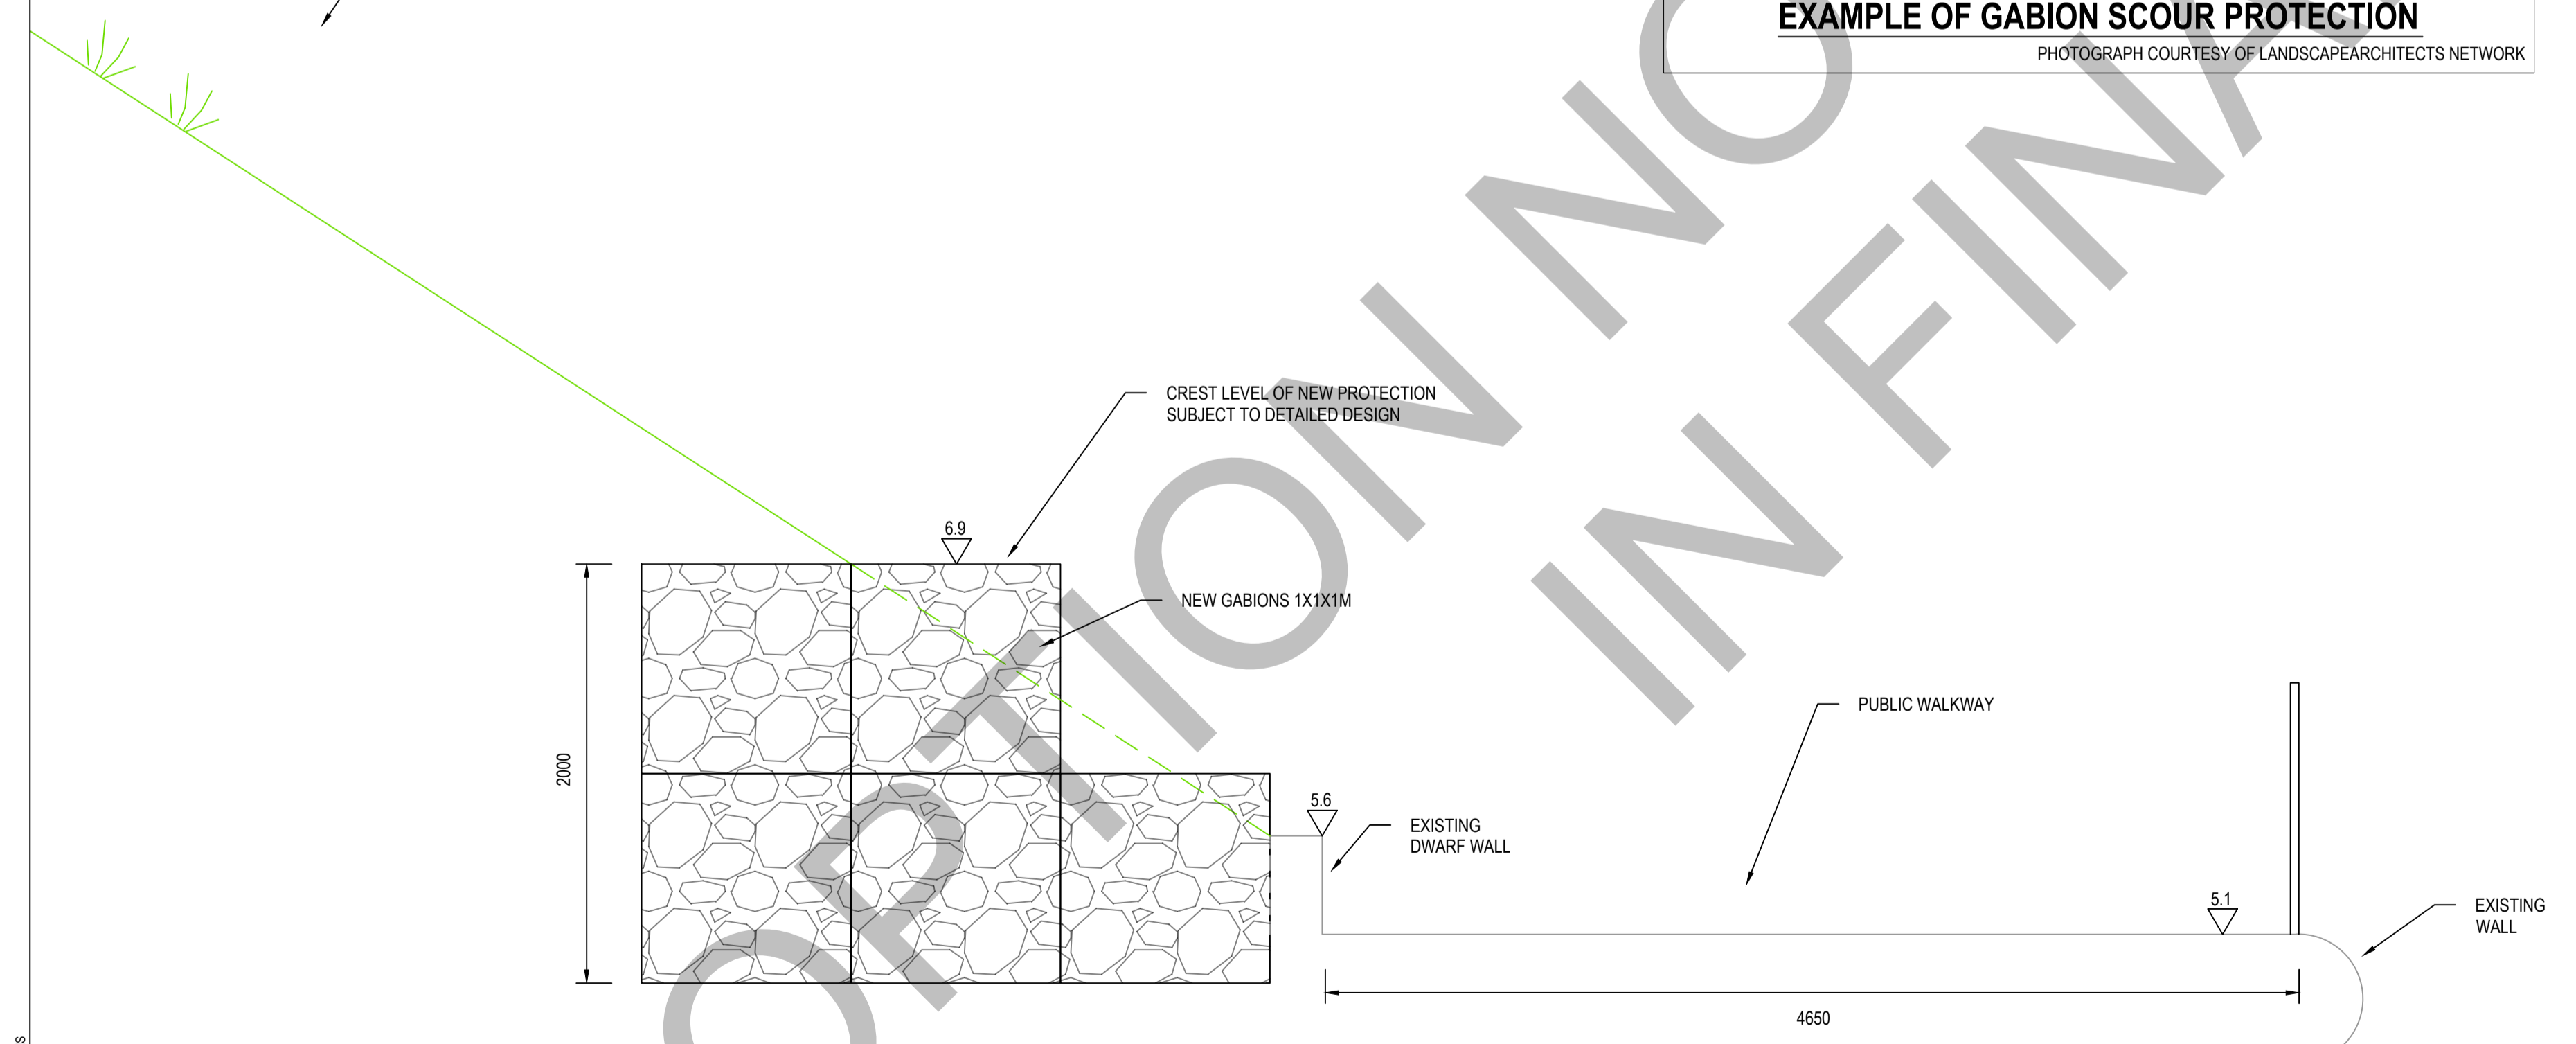 EXAMPLE OF GABION SCOUR PROTECTION
PHOTOGRAPH COURTESY OF LANDSCAPEARCHITECTS NETWORK
CREST LEVEL OF NEW PROTECTION
SUBJECT TO DETAILED DESIGN
6.9
NEW GABIONS 1X1X1M
2000
PUBLIC WALKWAY
5.6
EXISTING
DWARF WALL
5.1
EXISTING
WALL
4650
OPTION NO
IN FINA
S